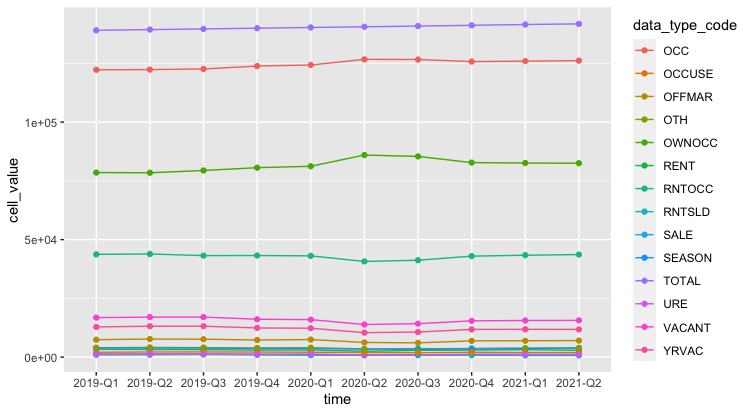 data_type_code
OCC
OCCUSE
OFFMAR
OTH
OWNOCC
RENT
RNTOCC
RNTSLD
SALE
SEASON
TOTAL
URE
VACANT
YRVAC
cell_value
1e+05
5e+04
0e+00
2019-Q1 2019-Q2 2019-Q3 2019-Q4 2020-Q1 2020-Q2 2020-Q3 2020-Q4 2021-Q1 2021-Q2
time